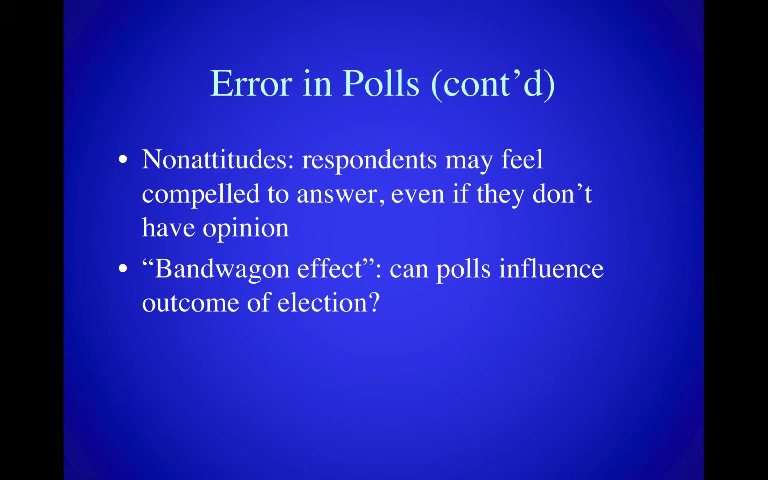 Error in Polls (cont’d)
• Nonattitudes: respondents may feel
compelled to answer, even if they don’t
have opinion
• “Bandwagon effect”: can polls influence
outcome of election?